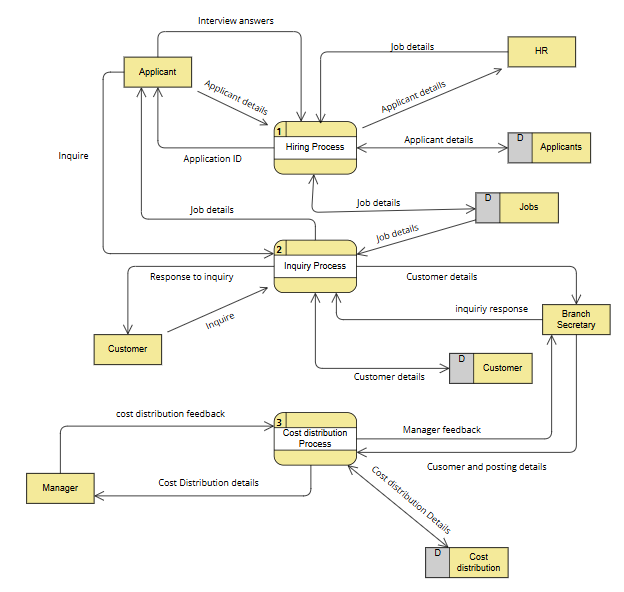 Interview answers
Job details
HR
Applicant
Applicant details
Applicant details
1
Hiring Process
Applicant details
D
Applicants
Inquire
Application ID
Job details
D
Jobs
Job details
Job details
2
Inquiry Process
Response to inquiry
Customer details
Inquire
inquiriy response
Branch
Secretary
Customer
D
Customer
Customer details
cost distribution feedback
3
Cost distribution
Process
Manager feedback
Cusomer and posting details
Manager
Cost Distribution details
Cost distribution Details
D
Cost
distribution